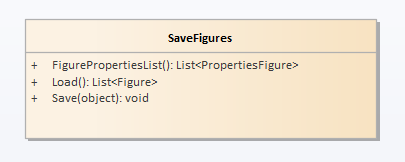 SaveFigures
+ FigurePropertiesList(): List<PropertiesFigure>
+ Load(): List<Figure>
+ Save(object): void